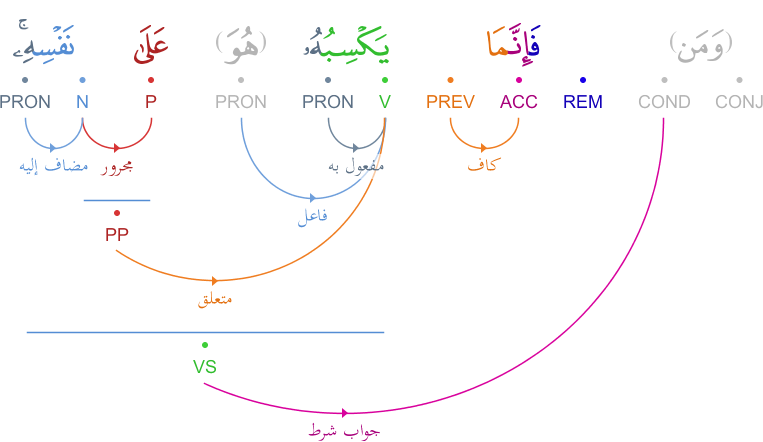 (وَمَن) فَإِنَّمَا يَكْسِبُهُۥ (هُوَ) عَلَىٰ نَفْسِهِۦ ۚ
PRON N P PRON PRON V PREV ACC REM COND CONJ
مضاف إليه مجرور مفعول به كاف
فاعل
PP
متعلق
VS
جواب شرط